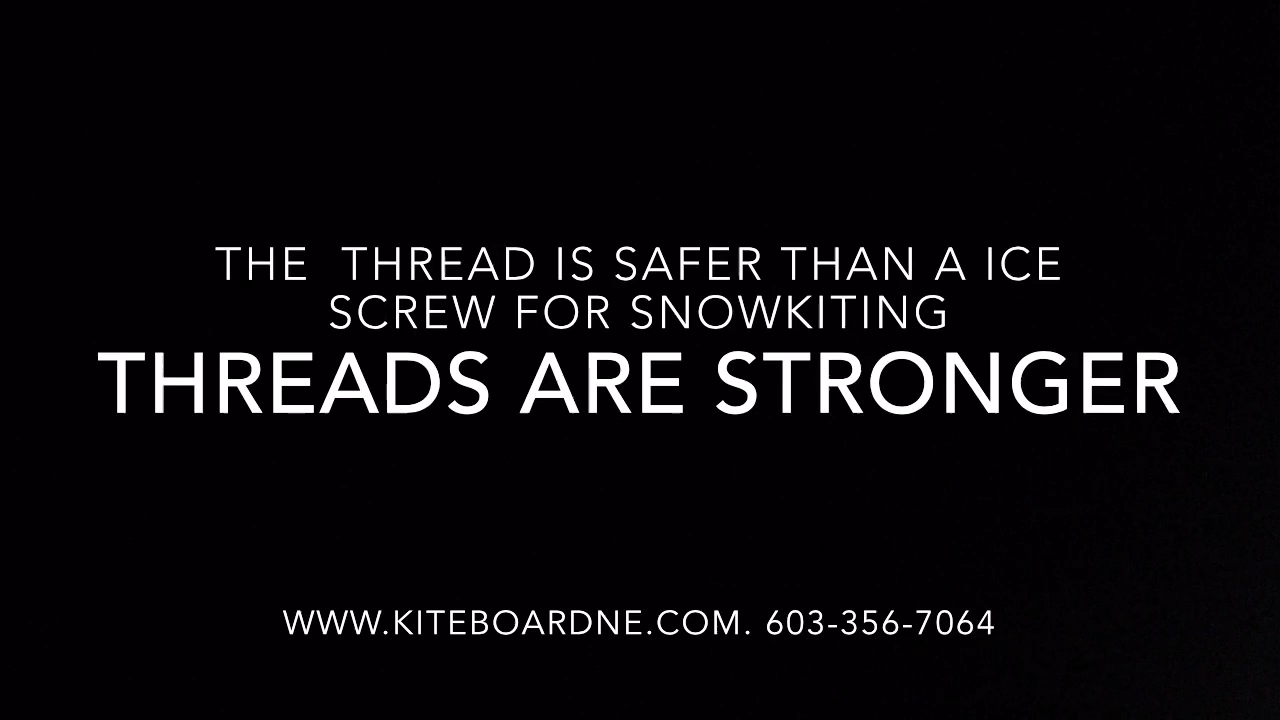 THE  THREAD IS SAFER THAN A ICE
SCREW FOR SNOWKITING
THREADS ARE STRONGER
WWW.KITEBOARDNE.COM. 603-356-7064